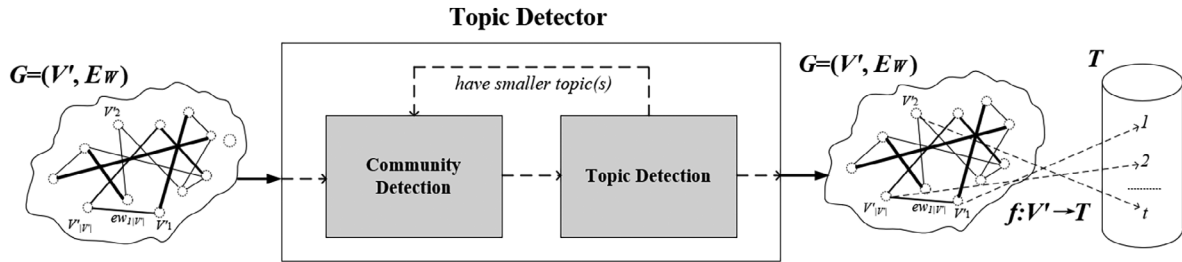 Topic Detector
G=(V', EW)
V'2
V'|V'|
ew1|V'|
V'1
have smaller topic(s)
Community
Detection
Topic Detection
G=(V', EW)
V'2
V'|V'|
ew1|V'|
V'1
f:V'→T
T
1
2
.........
t